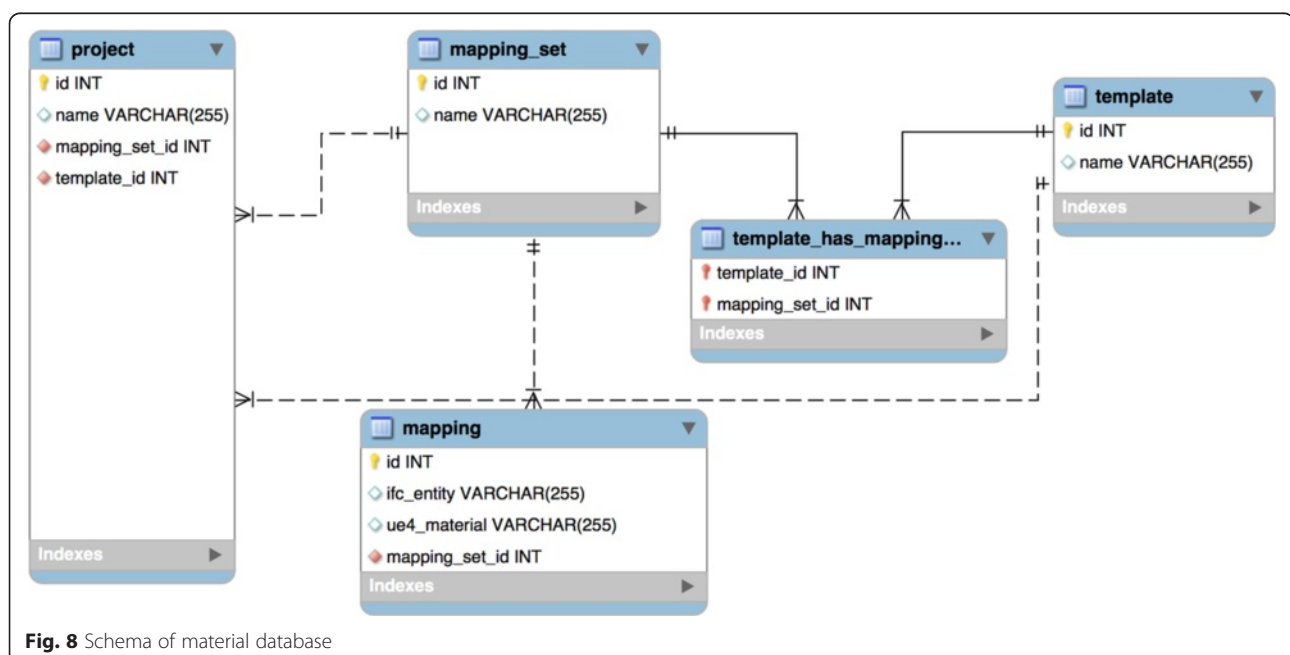 project
id INT
name VARCHAR(255)
mapping_set_id INT
template_id INT
Indexes
mapping_set
id INT
name VARCHAR(255)
Indexes
template
id INT
name VARCHAR(255)
Indexes
template_has_mapping...
template_id INT
mapping_set_id INT
Indexes
mapping
id INT
ifc_entity VARCHAR(255)
ue4_material VARCHAR(255)
mapping_set_id INT
Indexes
Fig. 8 Schema of material database